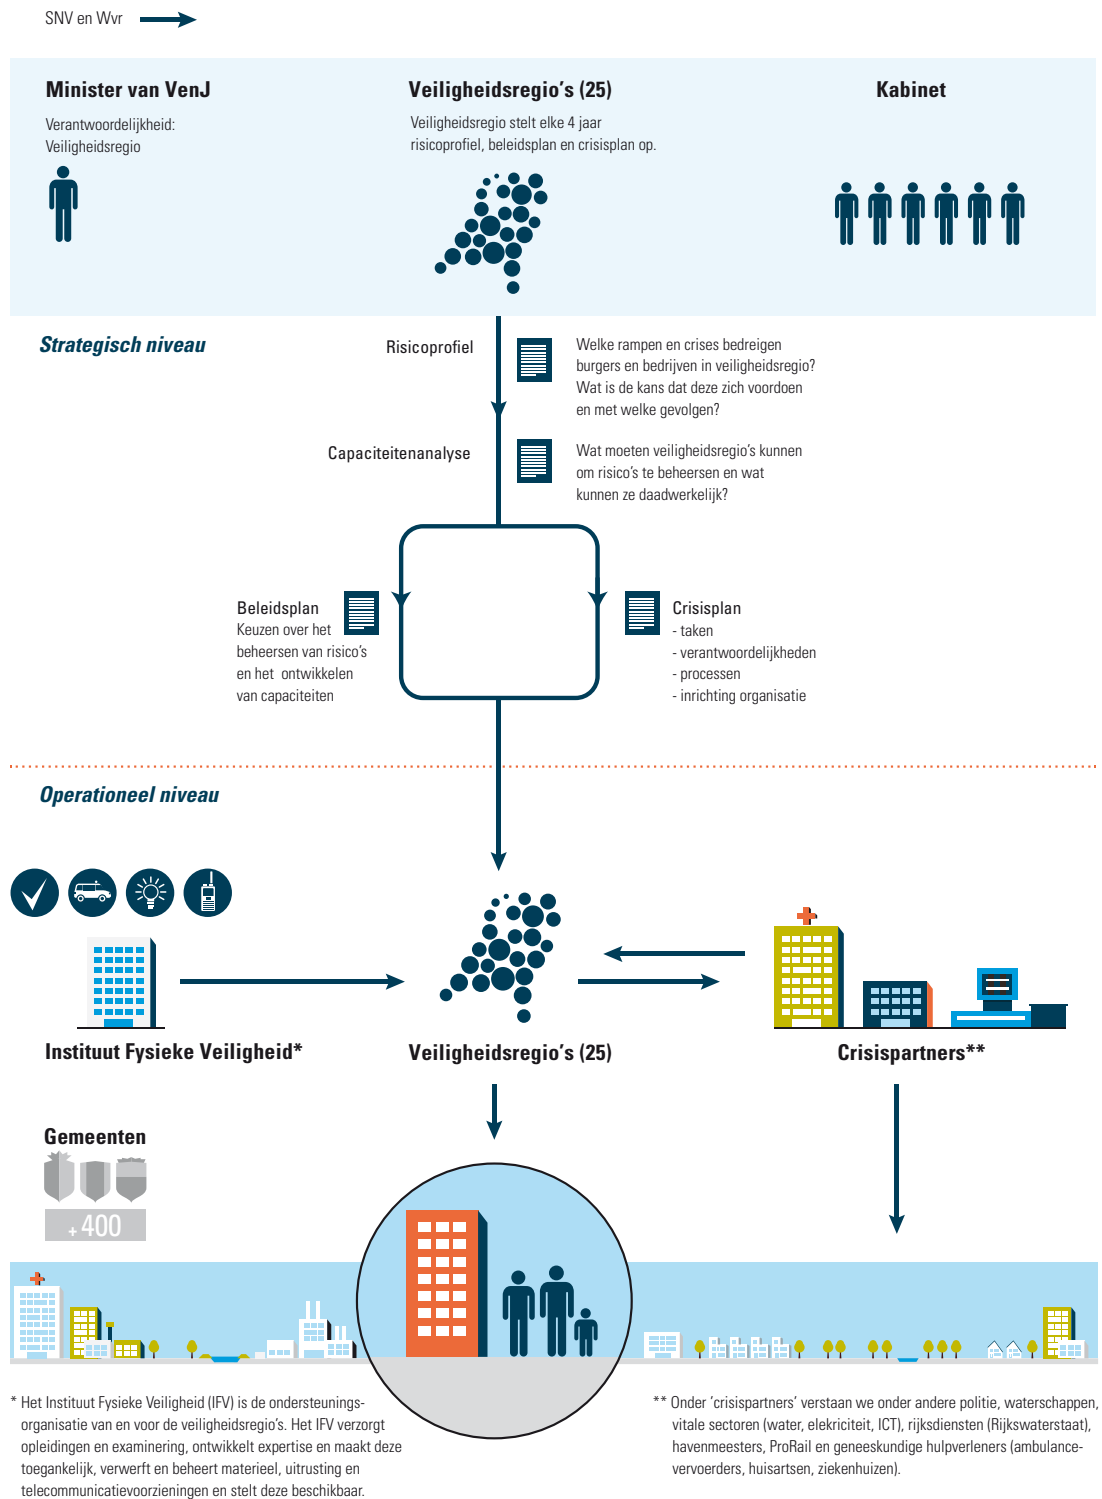 SNV en Wvr
Minister van VenJ
Verantwoordelijkheid:
Veiligheidsregio
Veiligheidsregio's (25)
Veiligheidsregio stelt elke 4 jaar
risicoprofiel, beleidsplan en crisisplan op.
Kabinet
Strategisch niveau
Risicoprofiel
Welke rampen en crises bedreigen
burgers en bedrijven in veiligheidsregio?
Wat is de kans dat deze zich voordoen
en met welke gevolgen?
Capaciteitenanalyse
Wat moeten veiligheidsregio's kunnen
om risico's te beheersen en wat
kunnen ze daadwerkelijk?
Beleidsplan
Keuzen over het
beheersen van risico's
en het ontwikkelen
van capaciteiten
Crisisplan
- taken
- verantwoordelijkheden
- processen
- inrichting organisatie
Operationeel niveau
Instituut Fysieke Veiligheid*
Veiligheidsregio's (25)
Crisispartners**
Gemeenten
+ 400
* Het Instituut Fysieke Veiligheid (IFV) is de ondersteunings-
organisatie van en voor de veiligheidsregio's. Het IFV verzorgt
opleidingen en examinering, ontwikkelt expertise en maakt deze
toegankelijk, verwerft en beheert materieel, uitrusting en
telecommunicatievoorzieningen en stelt deze beschikbaar.
** Onder 'crisispartners' verstaan we onder andere politie, waterschappen,
vitale sectoren (water, elekriciteit, ICT), rijksdiensten (Rijkswaterstaat),
havenmeesters, ProRail en geneeskundige hulpverleners (ambulance-
vervoerders, huisartsen, ziekenhuizen).